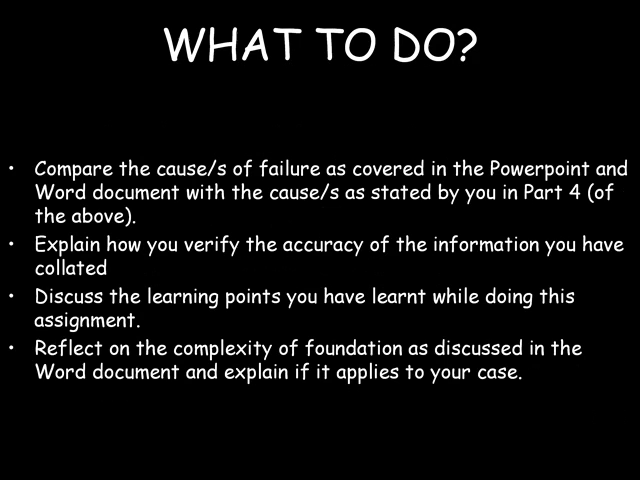 WHAT TO DO?
• Compare the cause/s of failure as covered in the Powerpoint and
Word document with the cause/s as stated by you in Part 4 (of
the above).
• Explain how you verify the accuracy of the information you have
collated
• Discuss the learning points you have learnt while doing this
assignment.
• Reflect on the complexity of foundation as discussed in the
Word document and explain if it applies to your case.